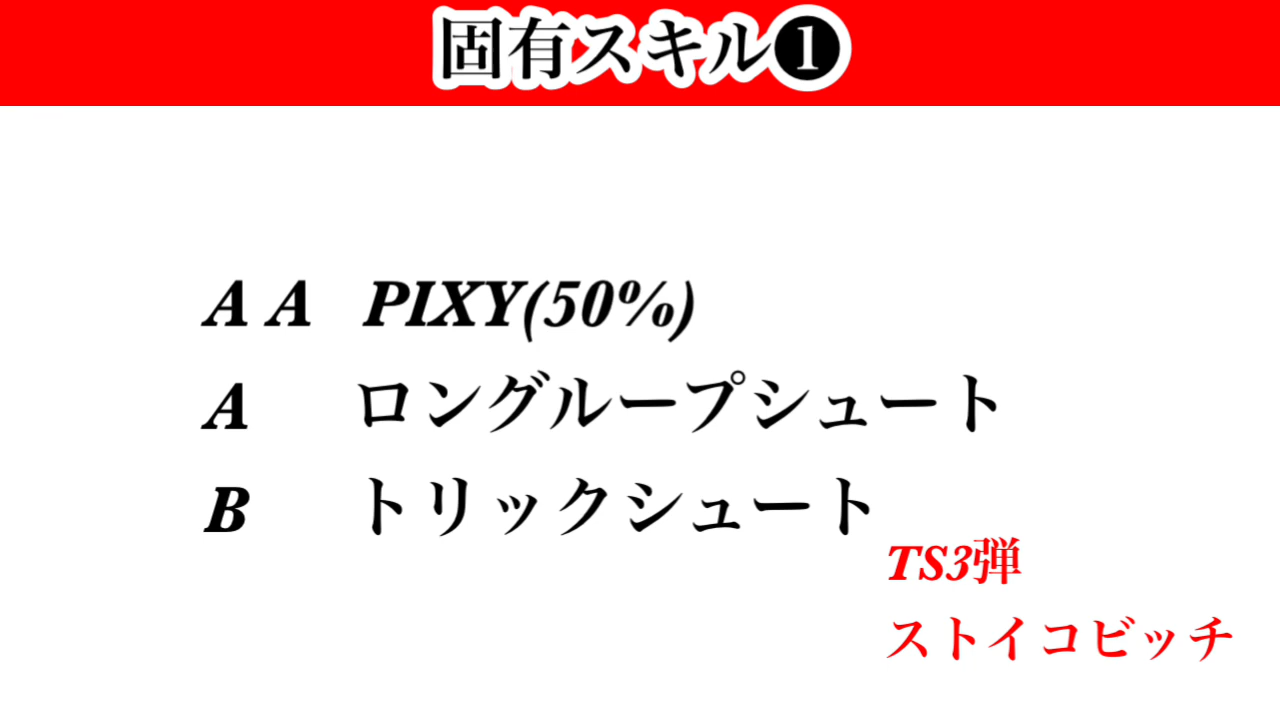 固有スキル❶
A A PIXY(50%)
A ロングループシュート
B トリックシュート
TS3弾
ストイコビッチ